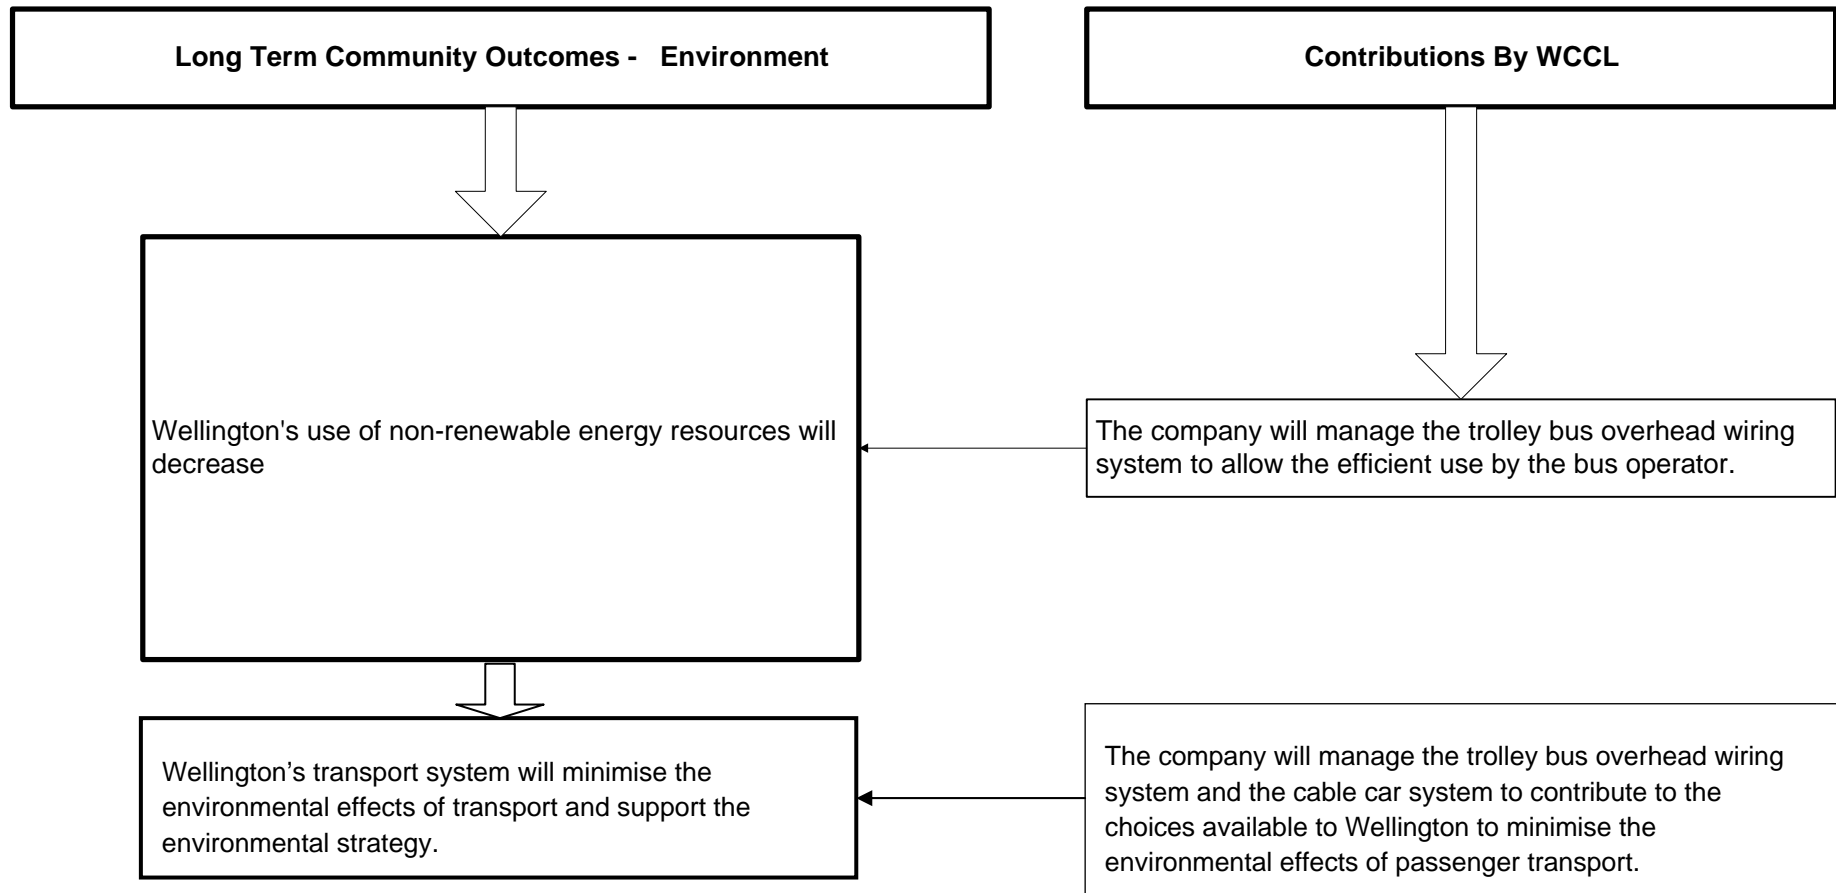 Long Term Community Outcomes -   Environment
Contributions By WCCL
Wellington's use of non-renewable energy resources will
decrease
The company will manage the trolley bus overhead wiring
system to allow the efficient use by the bus operator.
Wellington’s transport system will minimise the
environmental effects of transport and support the
environmental strategy.
The company will manage the trolley bus overhead wiring
system and the cable car system to contribute to the
choices available to Wellington to minimise the
environmental effects of passenger transport.